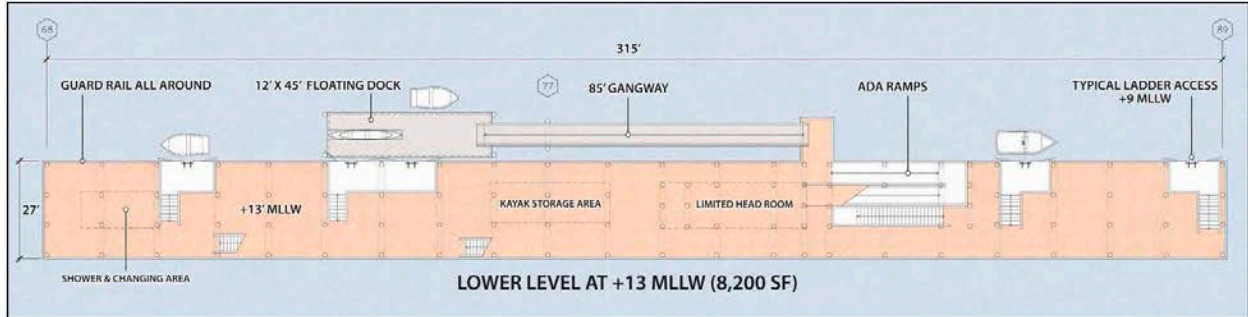 68
89
315'
GUARD RAIL ALL AROUND
12' X 45' FLOATING DOCK
77
85' GANGWAY
ADA RAMPS
TYPICAL LADDER ACCESS
+9 MLLW
27'
+13' MLLW
KAYAK STORAGE AREA
LIMITED HEAD ROOM
SHOWER & CHANGING AREA
LOWER LEVEL AT +13 MLLW (8,200 SF)